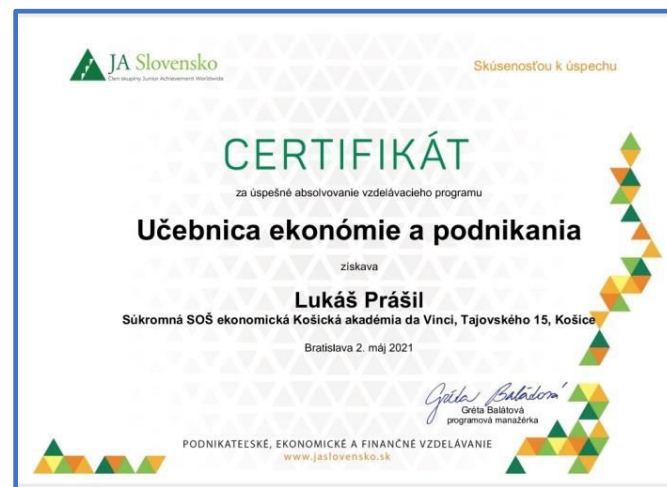 JA Slovensko
Člen skupiny Junior Achievement Worldwide
Skúsenosťou k úspechu
CERTIFIKÁT
za úspešné absolvovanie vzdelávacieho programu
Učebnica ekonómie a podnikania
získava
Lukáš Prášil
Súkromná SOŠ ekonomická Košická akadémia da Vinci, Tajovského 15, Košice
Bratislava 2. máj 2021
Gréta Balátová
Gréta Balátová
programová manažérka
PODNIKATEĽSKÉ, EKONOMICKÉ A FINANČNÉ VZDELÁVANIE
www.jaslovensko.sk